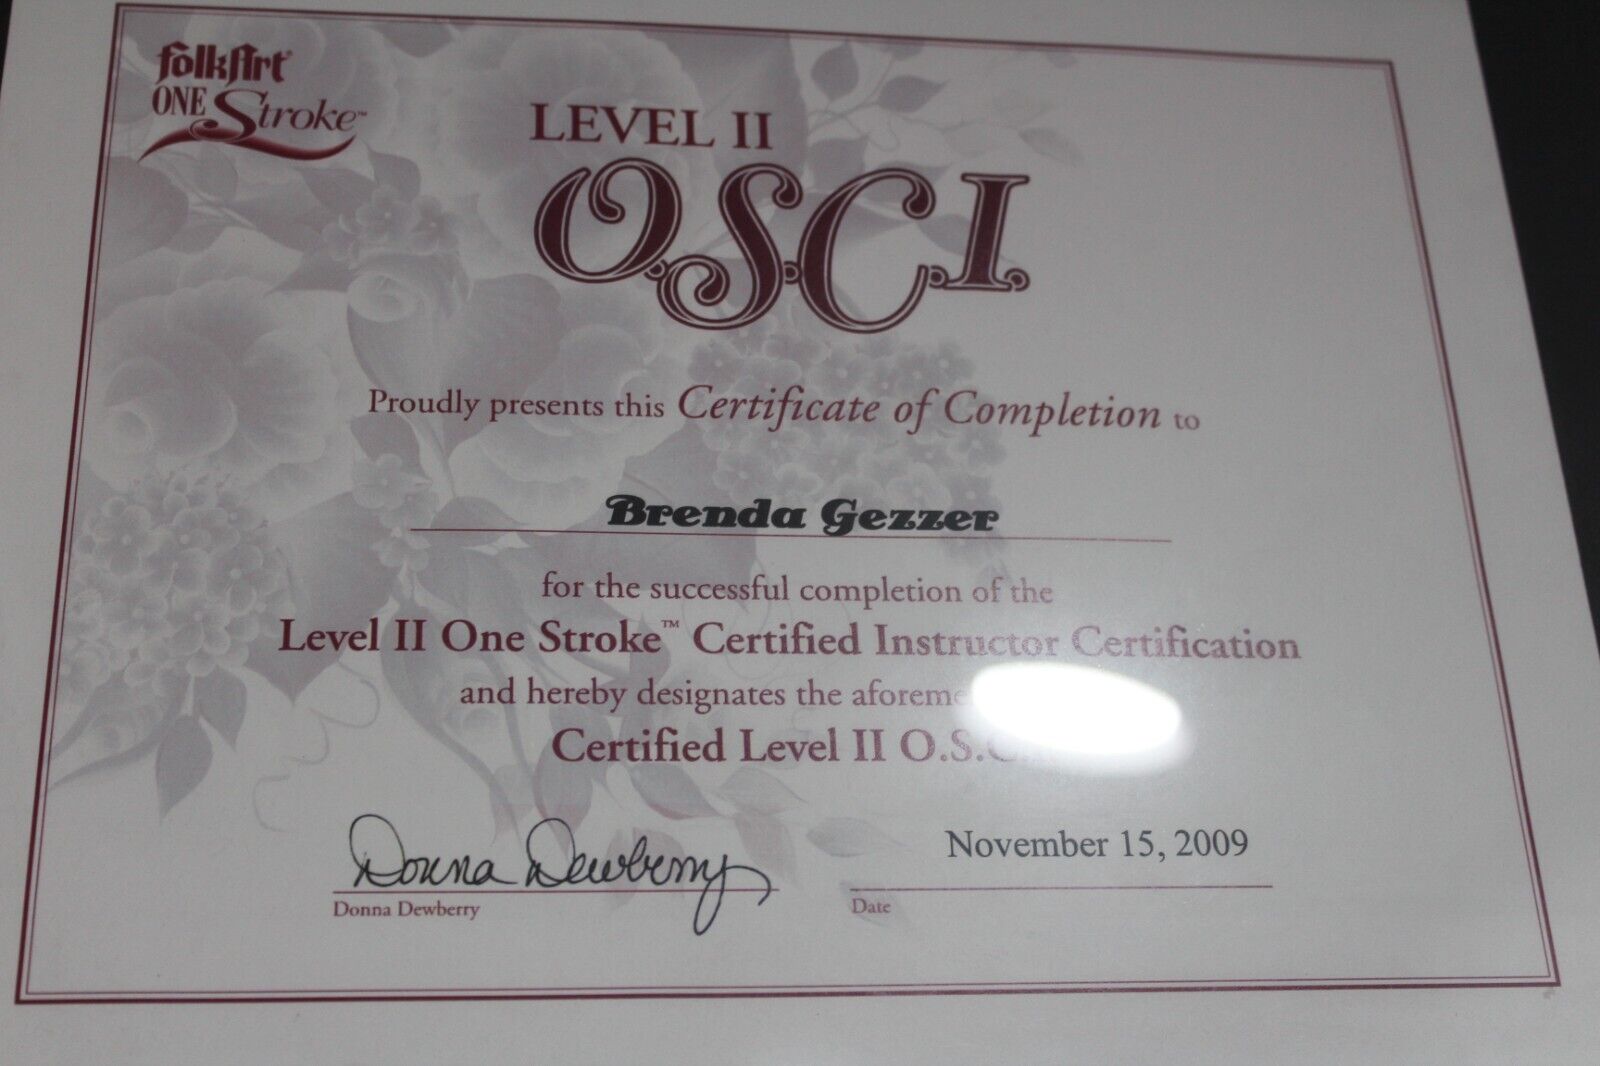 FolkArt®
ONE Stroke™
LEVEL II
O.S.C.I.
Proudly presents this Certificate of Completion to
Brenda Gezzer
for the successful completion of the
Level II One Stroke™ Certified Instructor Certification
and hereby designates the
Certified Level II O.S.C.
Donna Dewberry
November 15, 2009
Donna Dewberry
Date